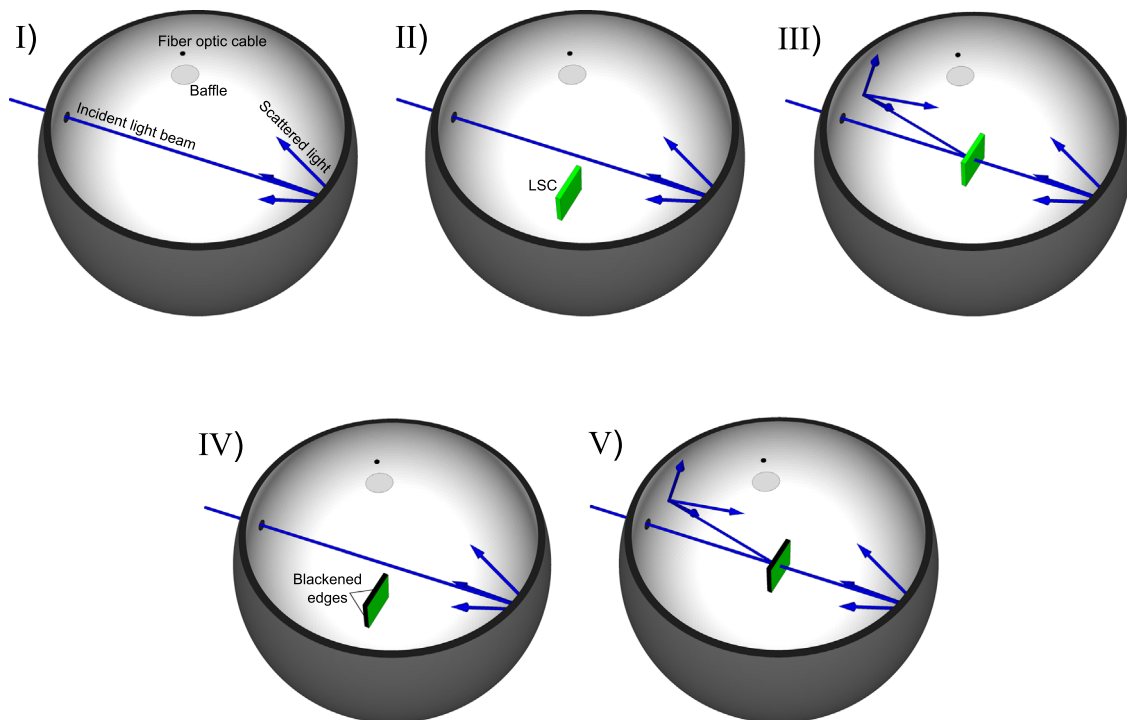 I)
Fiber optic cable
Baffle
Incident light beam
Scattered light
II)
LSC
III)
IV)
Blackened
edges
V)